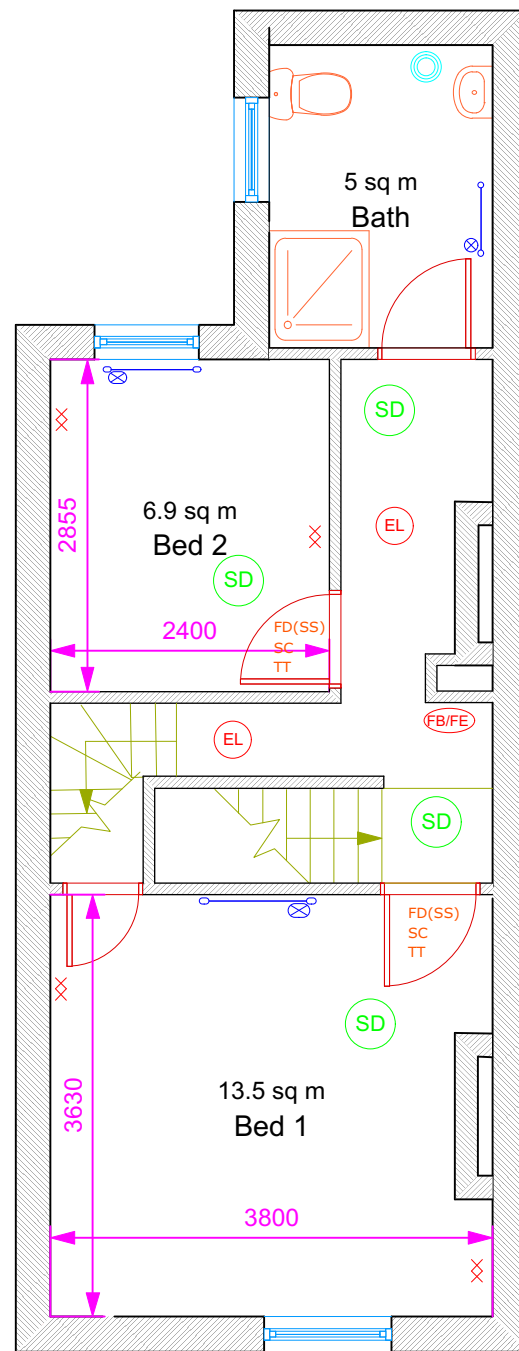 5 sq m
Bath
SD
6.9 sq m
Bed 2
2855
EL
SD
2400
FD(SS)
SC
TT
FB/FE
EL
SD
FD(SS)
SC
TT
SD
13.5 sq m
Bed 1
3630
3800